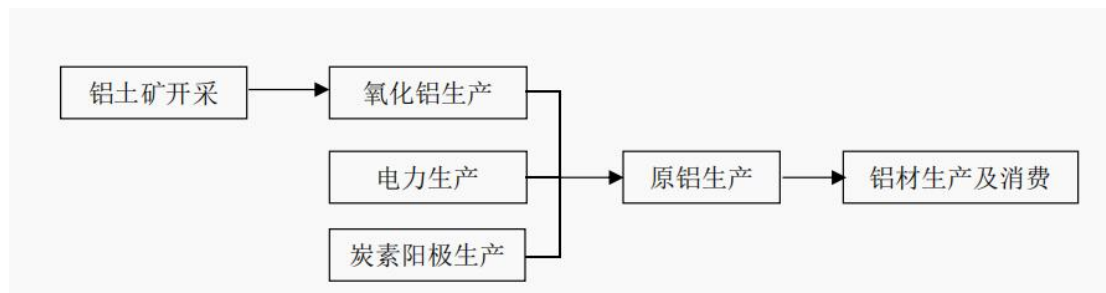 铝土矿开采
氧化铝生产
电力生产
原铝生产
铝材生产及消费
炭素阳极生产